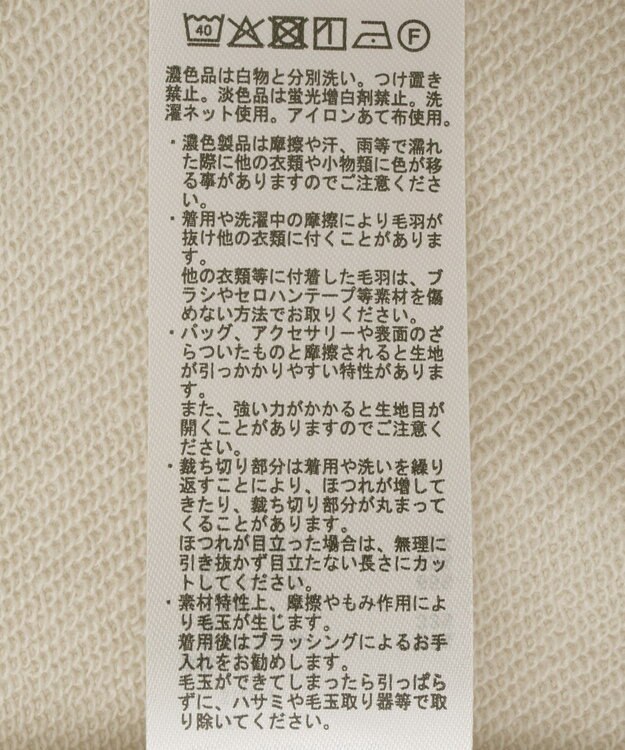 40 F
濃色品は白物と分別洗い。つけ置き
禁止。淡色品は蛍光増白剤禁止。洗
濯ネット使用。アイロンあて布使用。
・濃色製品は摩擦や汗、雨等で濡れ
た際に他の衣類や小物類に色が移
る事がありますのでご注意くださ
い。
・着用や洗濯中の摩擦により毛羽が
抜け他の衣類に付くことがありま
す。
他の衣類等に付着した毛羽は、ブ
ラシやセロハンテープ等素材を傷
めない方法でお取りください。
・バッグ、アクセサリーや表面のざ
らついたものと摩擦されると生地
が引っかかりやすい特性がありま
す。
また、強い力がかかると生地目が
開くことがありますのでご注意く
ださい。
・裁ち切り部分は着用や洗いを繰り
返すことにより、ほつれが増して
きたり、裁ち切り部分が丸まって
くることがあります。
ほつれが目立った場合は、無理に
引き抜かず目立たない長さにカッ
トしてください。
・素材特性上、摩擦やもみ作用によ
り毛玉が生じます。
着用後はブラッシングによるお手
入れをお勧めします。
毛玉ができてしまったら引っぱら
ずに、ハサミや毛玉取り器等で取
り除いてください。